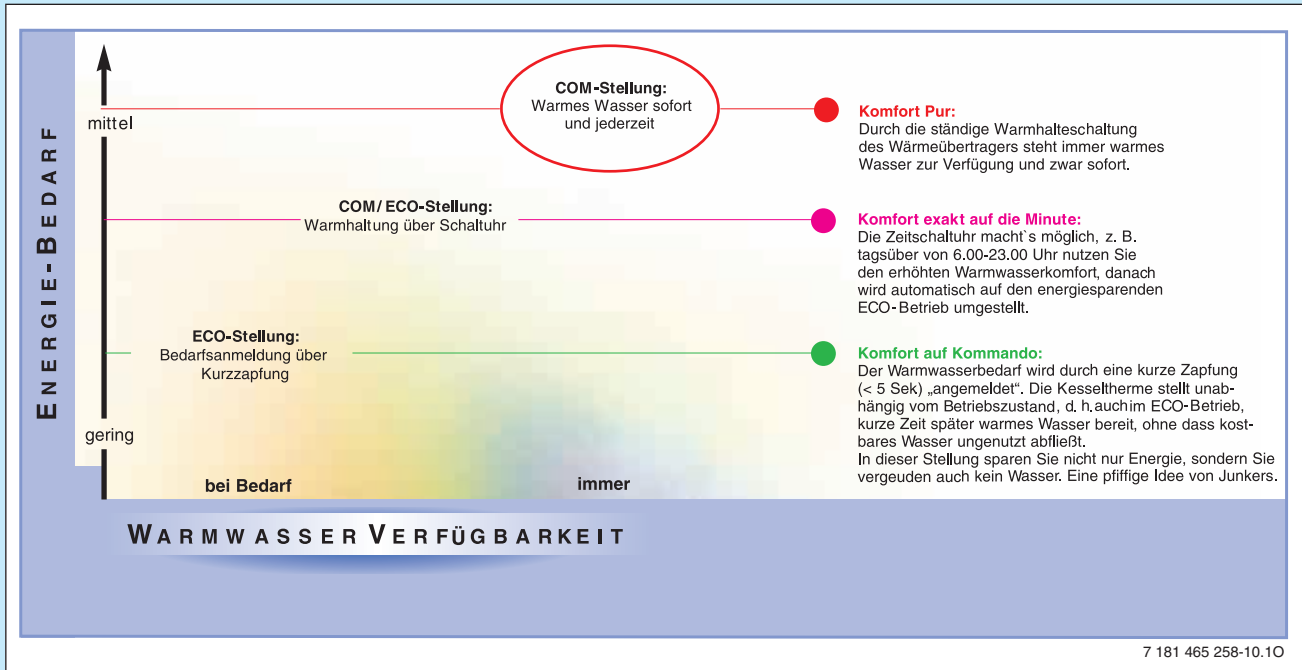 ENERGIE-BEDARF
mittel
gering
COM-Stellung:
Warmes Wasser sofort
und jederzeit
Komfort Pur:
Durch die ständige Warmhalteschaltung
des Wärmeübertragers steht immer warmes
Wasser zur Verfügung und zwar sofort.
COM/ECO-Stellung:
Warmhaltung über Schaltuhr
Komfort exakt auf die Minute:
Die Zeitschaltuhr macht`s möglich, z. B.
tagsüber von 6.00-23.00 Uhr nutzen Sie
den erhöhten Warmwasserkomfort, danach
wird automatisch auf den energiesparenden
ECO-Betrieb umgestellt.
ECO-Stellung:
Bedarfsanmeldung über
Kurzzapfung
Komfort auf Kommando:
Der Warmwasserbedarf wird durch eine kurze Zapfung
(< 5 Sek) „angemeldet“. Die Kesseltherme stellt unab-
hängig vom Betriebszustand, d. h. auch im ECO-Betrieb,
kurze Zeit später warmes Wasser bereit, ohne dass kost-
bares Wasser ungenutzt abfließt.
In dieser Stellung sparen Sie nicht nur Energie, sondern Sie
vergeuden auch kein Wasser. Eine pfiffige Idee von Junkers.
bei Bedarf
immer
WARMWASSER VERFÜGBARKEIT
7 181 465 258-10.1O